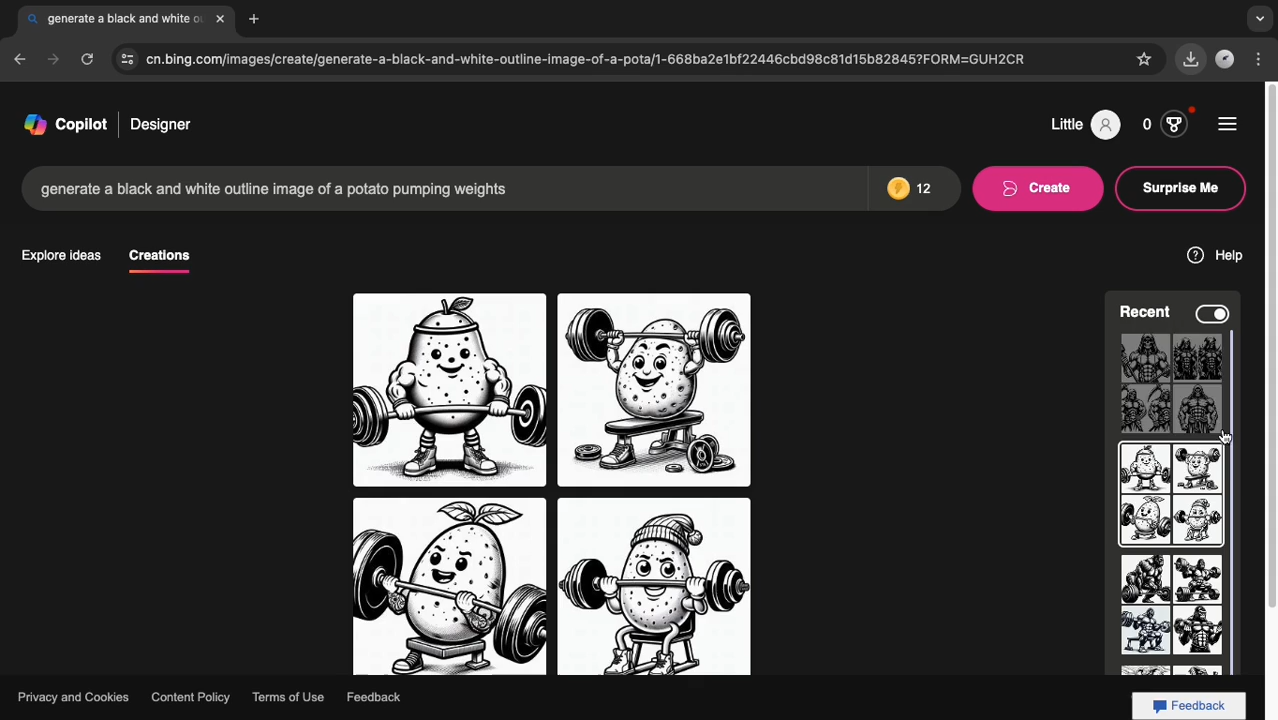 generate a black and white ou
cn.bing.com/images/create/generate-a-black-and-white-outline-image-of-a-pota/1-668ba2e1bf22446cbd98c81d15b82845?FORM=GUH2CR
Copilot Designer
Little 0
generate a black and white outline image of a potato pumping weights
12
Create
Surprise Me
Explore ideas Creations
Help
Recent
Privacy and Cookies Content Policy Terms of Use Feedback
Feedback